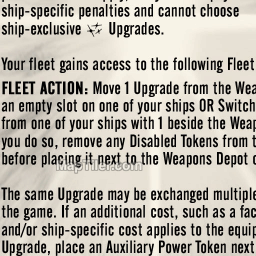 ship-specific penalties and cannot choose
ship-exclusive Upgrades.
Your fleet gains access to the following Fleet
FLEET ACTION: Move 1 Upgrade from the Wea
an empty slot on one of your ships OR Switch
from one of your ships with 1 beside the Weap
you do so, remove any Disabled Tokens from t
before placing it next to the Weapons Depot c
MapTiler.com
The same Upgrade may be exchanged multiple
the game. If an additional cost, such as a fac
and/or ship-specific cost applies to the equip
Upgrade, place an Auxiliary Power Token next